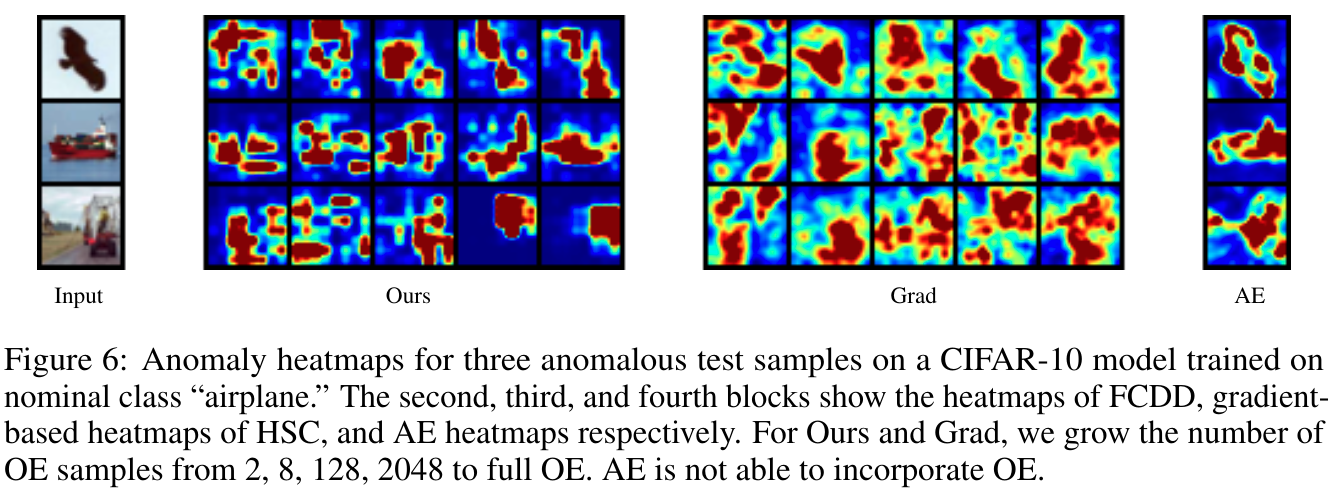 Input
Ours
Grad
AE
Figure 6: Anomaly heatmaps for three anomalous test samples on a CIFAR-10 model trained on
nominal class “airplane.” The second, third, and fourth blocks show the heatmaps of FCDD, gradient-
based heatmaps of HSC, and AE heatmaps respectively. For Ours and Grad, we grow the number of
OE samples from 2, 8, 128, 2048 to full OE. AE is not able to incorporate OE.